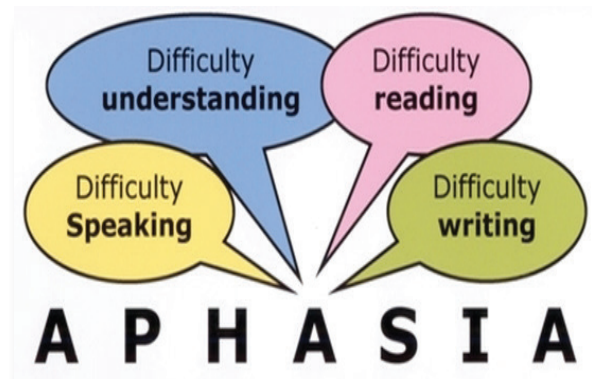 Difficulty
understanding
Difficulty
reading
Difficulty
Speaking
Difficulty
writing
APHASIA